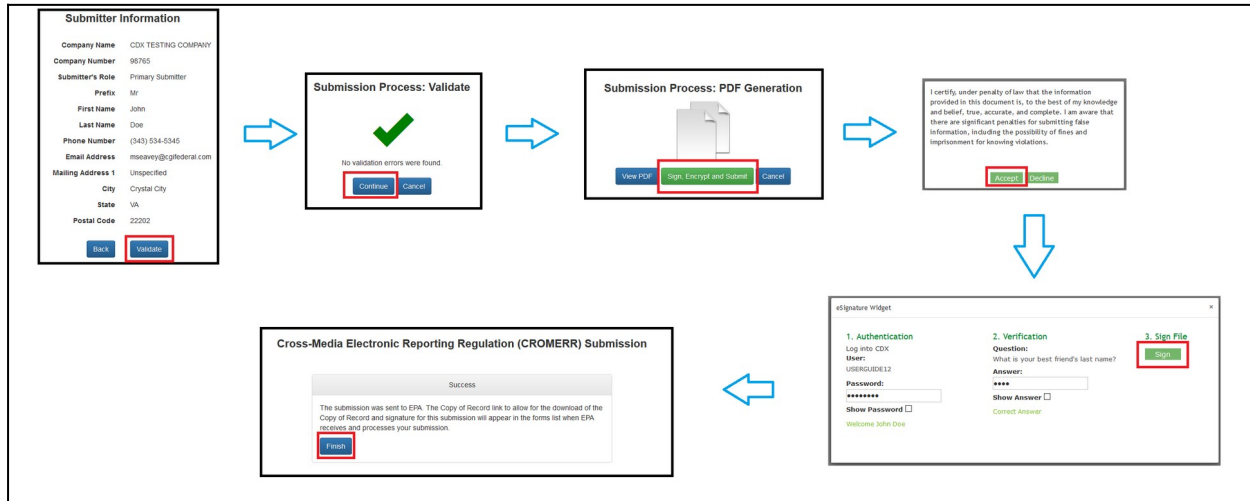 Submitter Information
Company Name CDX TESTING COMPANY
Company Number 98765
Submitter's Role Primary Submitter
Prefix Mr
First Name John
Last Name Doe
Phone Number (343) 534-5345
Email Address mseavey@cgifederal.com
Mailing Address 1 Unspecified
City Crystal City
State VA
Postal Code 22202
Back Validate
Submission Process: Validate
No validation errors were found.
Continue Cancel
Submission Process: PDF Generation
View PDF Sign, Encrypt and Submit Cancel
I certify, under penalty of law that the information
provided in this document is, to the best of my knowledge
and belief, true, accurate, and complete. I am aware that
there are significant penalties for submitting false
information, including the possibility of fines and
imprisonment for knowing violations.
Accept Decline
eSignature Widget ×
1. Authentication
Log into CDX
User:
USERGUIDE12
Password:
••••••••
Show Password
Welcome John Doe
2. Verification
Question:
What is your best friend's last name?
Answer:
••••
Show Answer
Correct Answer
3. Sign File
Sign
Cross-Media Electronic Reporting Regulation (CROMERR) Submission
Success
The submission was sent to EPA. The Copy of Record link to allow for the download of the
Copy of Record and signature for this submission will appear in the forms list when EPA
receives and processes your submission.
Finish